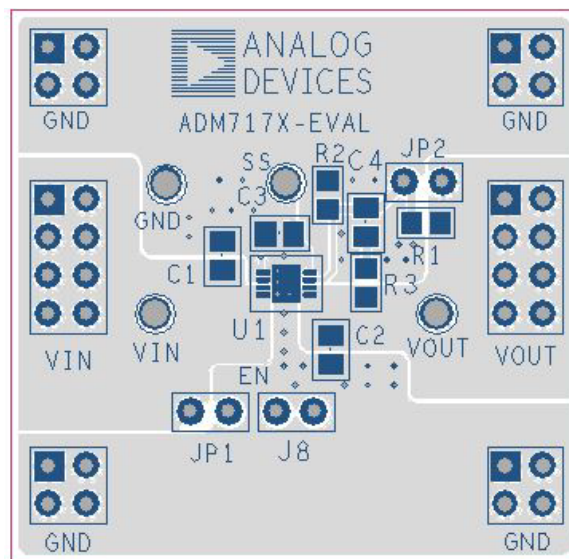 ANALOG
DEVICES
ADM717X-EVAL
GND
GND
SS
R2
C4
JP2
GND
C3
R1
C1
R3
U1
VIN
VIN
C2
VOUT
VOUT
EN
JP1
J8
GND
GND